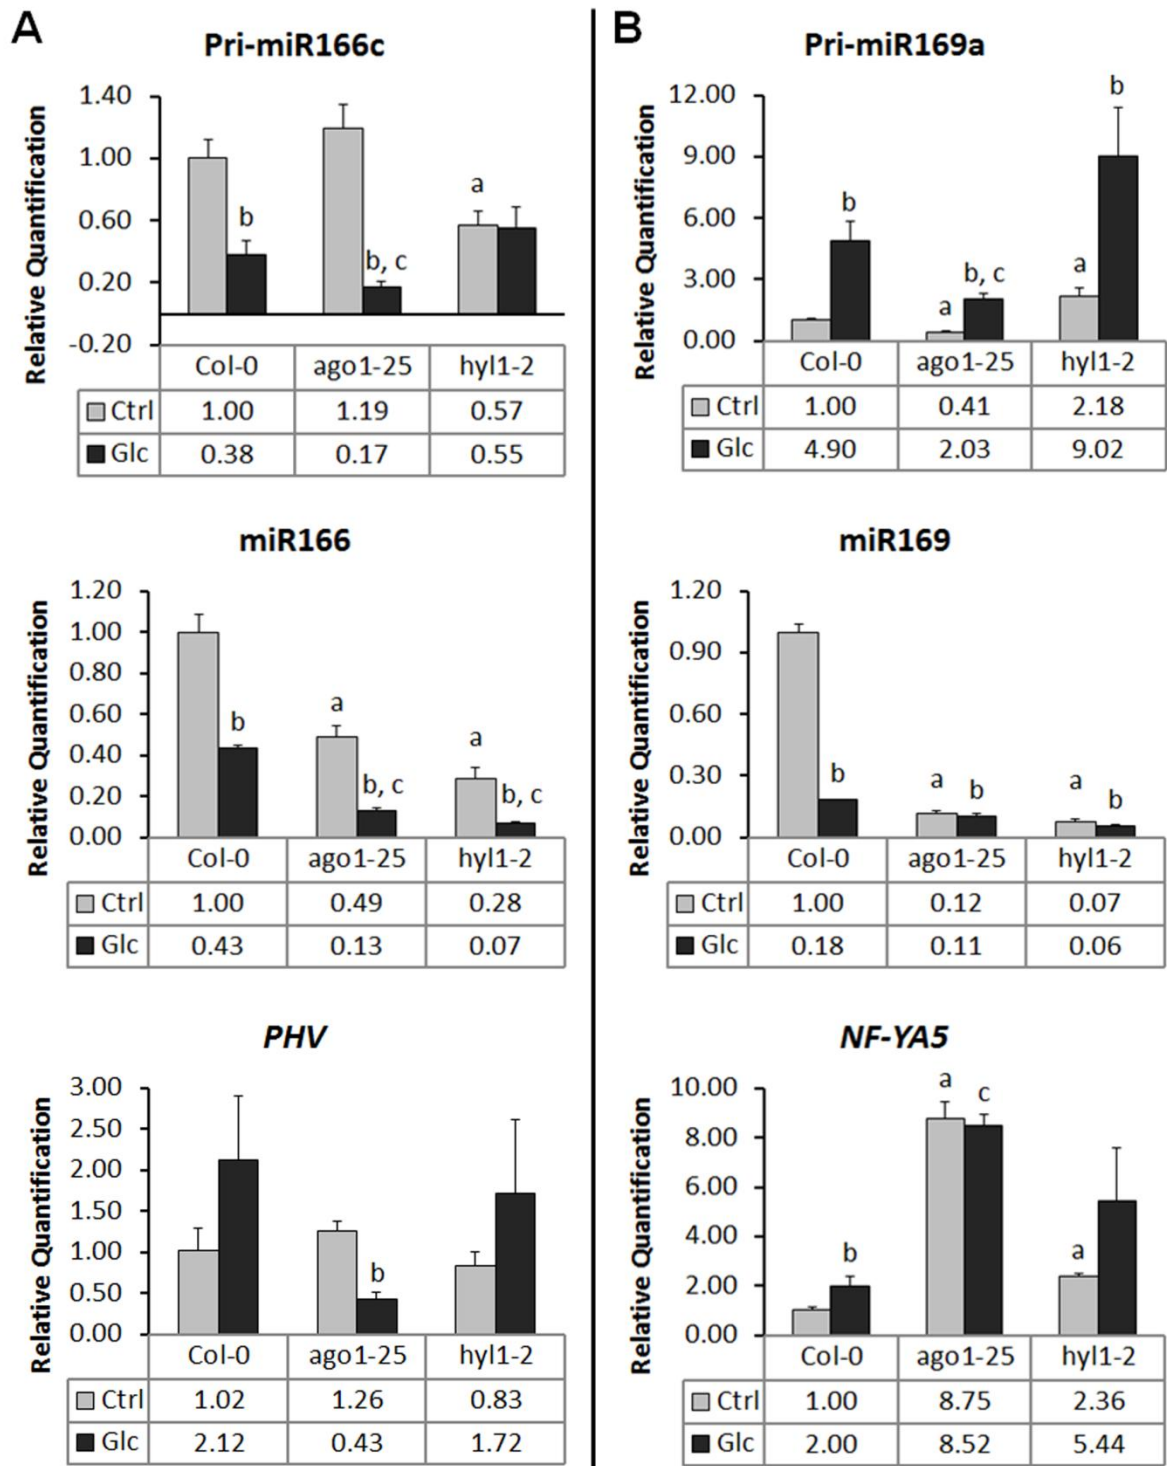 A
Pri-miR166c
Relative Quantification
1.40
1.00
0.60
0.20
-0.20
b
b, c
a
Col-0 ago1-25 hyl1-2
Ctrl 1.00 1.19 0.57
Glc 0.38 0.17 0.55
miR166
Relative Quantification
1.20
1.00
0.80
0.60
0.40
0.20
0.00
b
a
b, c
a
b, c
Col-0 ago1-25 hyl1-2
Ctrl 1.00 0.49 0.28
Glc 0.43 0.13 0.07
PHV
Relative Quantification
3.00
2.50
2.00
1.50
1.00
0.50
0.00
b
Col-0 ago1-25 hyl1-2
Ctrl 1.02 1.26 0.83
Glc 2.12 0.43 1.72
B
Pri-miR169a
Relative Quantification
12.00
9.00
6.00
3.00
0.00
b
a
b, c
a
b
Col-0 ago1-25 hyl1-2
Ctrl 1.00 0.41 2.18
Glc 4.90 2.03 9.02
miR169
Relative Quantification
1.20
0.90
0.60
0.30
0.00
b
a
b
a
b
Col-0 ago1-25 hyl1-2
Ctrl 1.00 0.12 0.07
Glc 0.18 0.11 0.06
NF-YA5
Relative Quantification
10.00
8.00
6.00
4.00
2.00
0.00
b
a
c
a
Col-0 ago1-25 hyl1-2
Ctrl 1.00 8.75 2.36
Glc 2.00 8.52 5.44